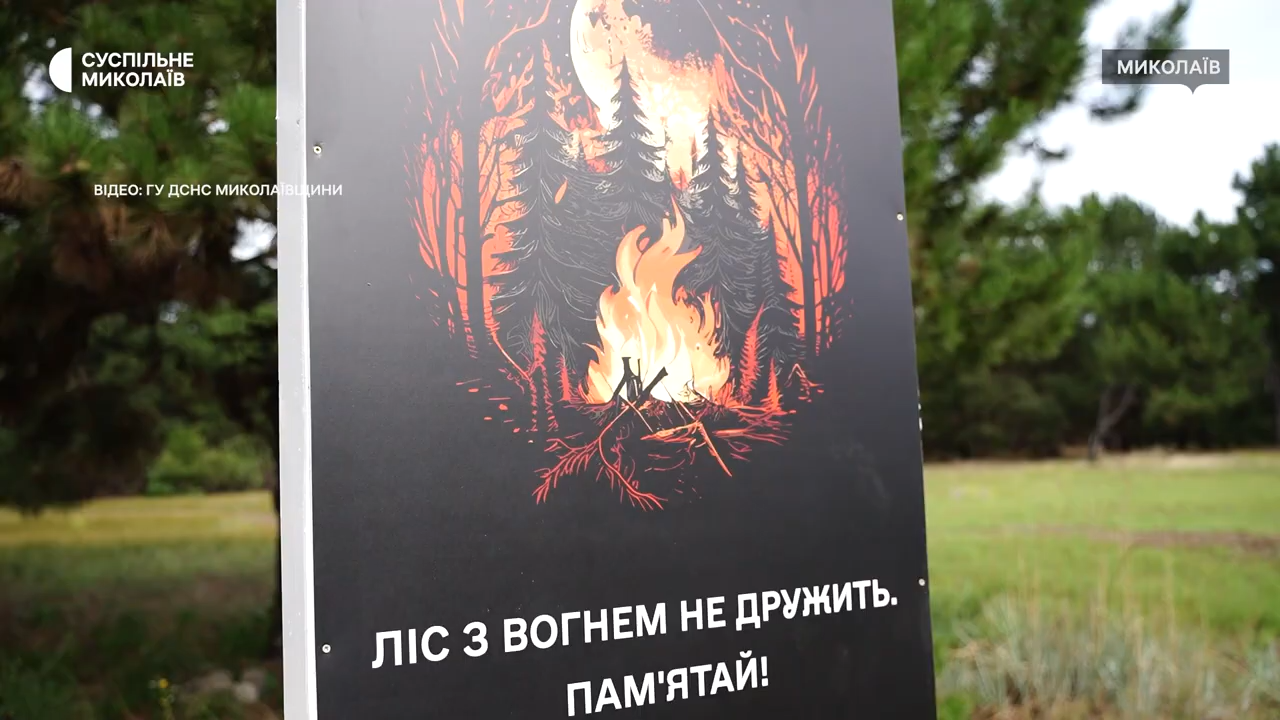 СУСПІЛЬНЕ
МИКОЛАЇВ
МИКОЛАЇВ
ВІДЕО: ГУ ДСНС МИКОЛАЇВЩИНИ
ЛІС З ВОГНЕМ НЕ ДРУЖИТЬ.
ПАМ'ЯТАЙ!